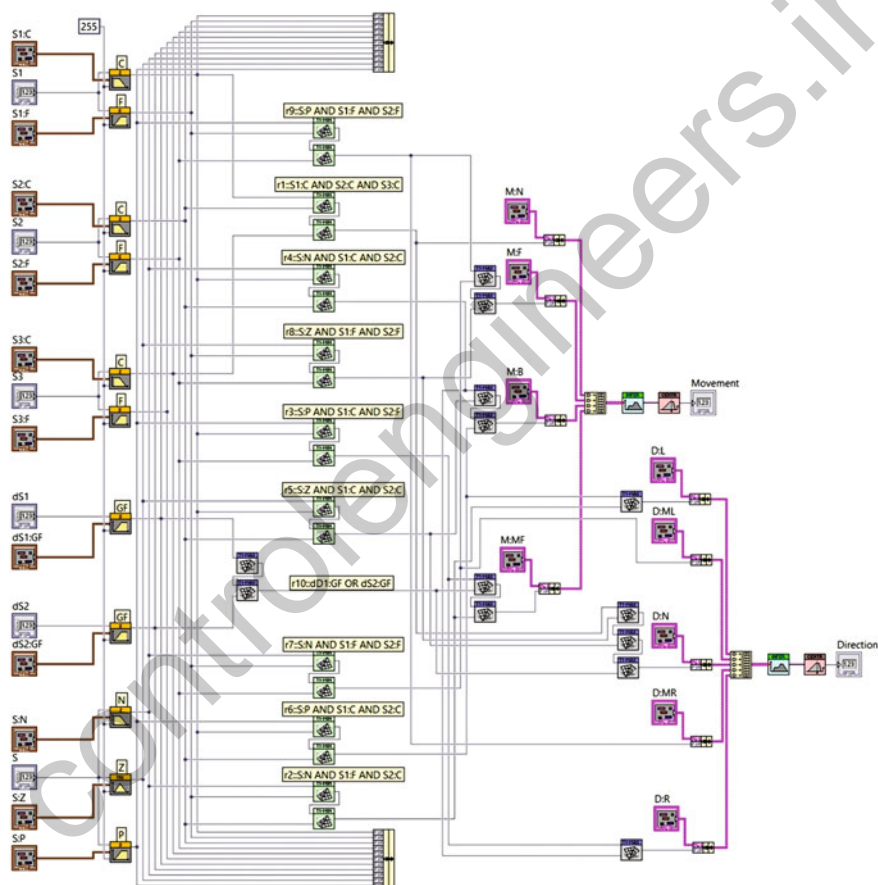 255
S1:C
S1
S1:F
C
F
S2:C
S2
S2:F
C
F
S3:C
S3
S3:F
C
F
dS1
dS1:GF
GF
dS2
dS2:GF
GF
S:N
S
S:Z
S:P
N
Z
P
r9::S:P AND S1:F AND S2:F
r1::S1:C AND S2:C AND S3:C
r4::S:N AND S1:C AND S2:C
r8::S:Z AND S1:F AND S2:F
r3::S:P AND S1:C AND S2:F
r5::S:Z AND S1:C AND S2:C
r10::dD1:GF OR dS2:GF
r7::S:N AND S1:F AND S2:F
r6::S:P AND S1:C AND S2:C
r2::S:N AND S1:F AND S2:C
M:N
M:F
M:B
M:MF
Movement
D:L
D:ML
D:N
D:MR
D:R
Direction
controlengineers.ir